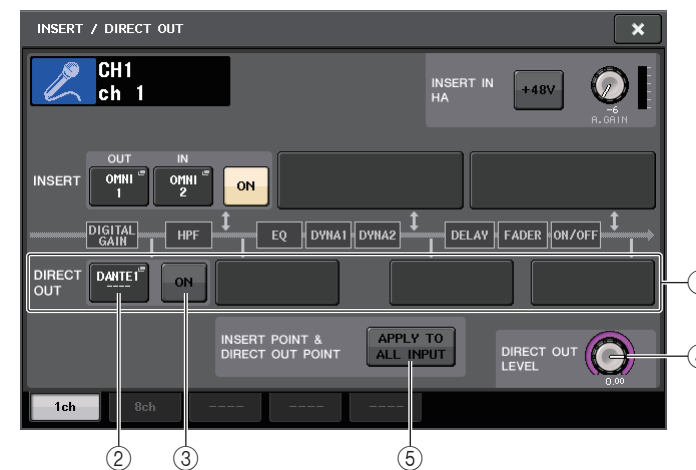 INSERT / DIRECT OUT
CH1
ch 1
INSERT IN
HA
+48V
-6
A.GAIN
OUT
IN
INSERT
OMNI
1
OMNI
2
ON
DIGITAL
GAIN
HPF
EQ
DYNA1
DYNA2
DELAY
FADER
ON/OFF
DIRECT
OUT
DANTE1
----
ON
INSERT POINT &
DIRECT OUT POINT
APPLY TO
ALL INPUT
DIRECT OUT
LEVEL
0.00
1ch
8ch
----
----
----
②
③
⑤